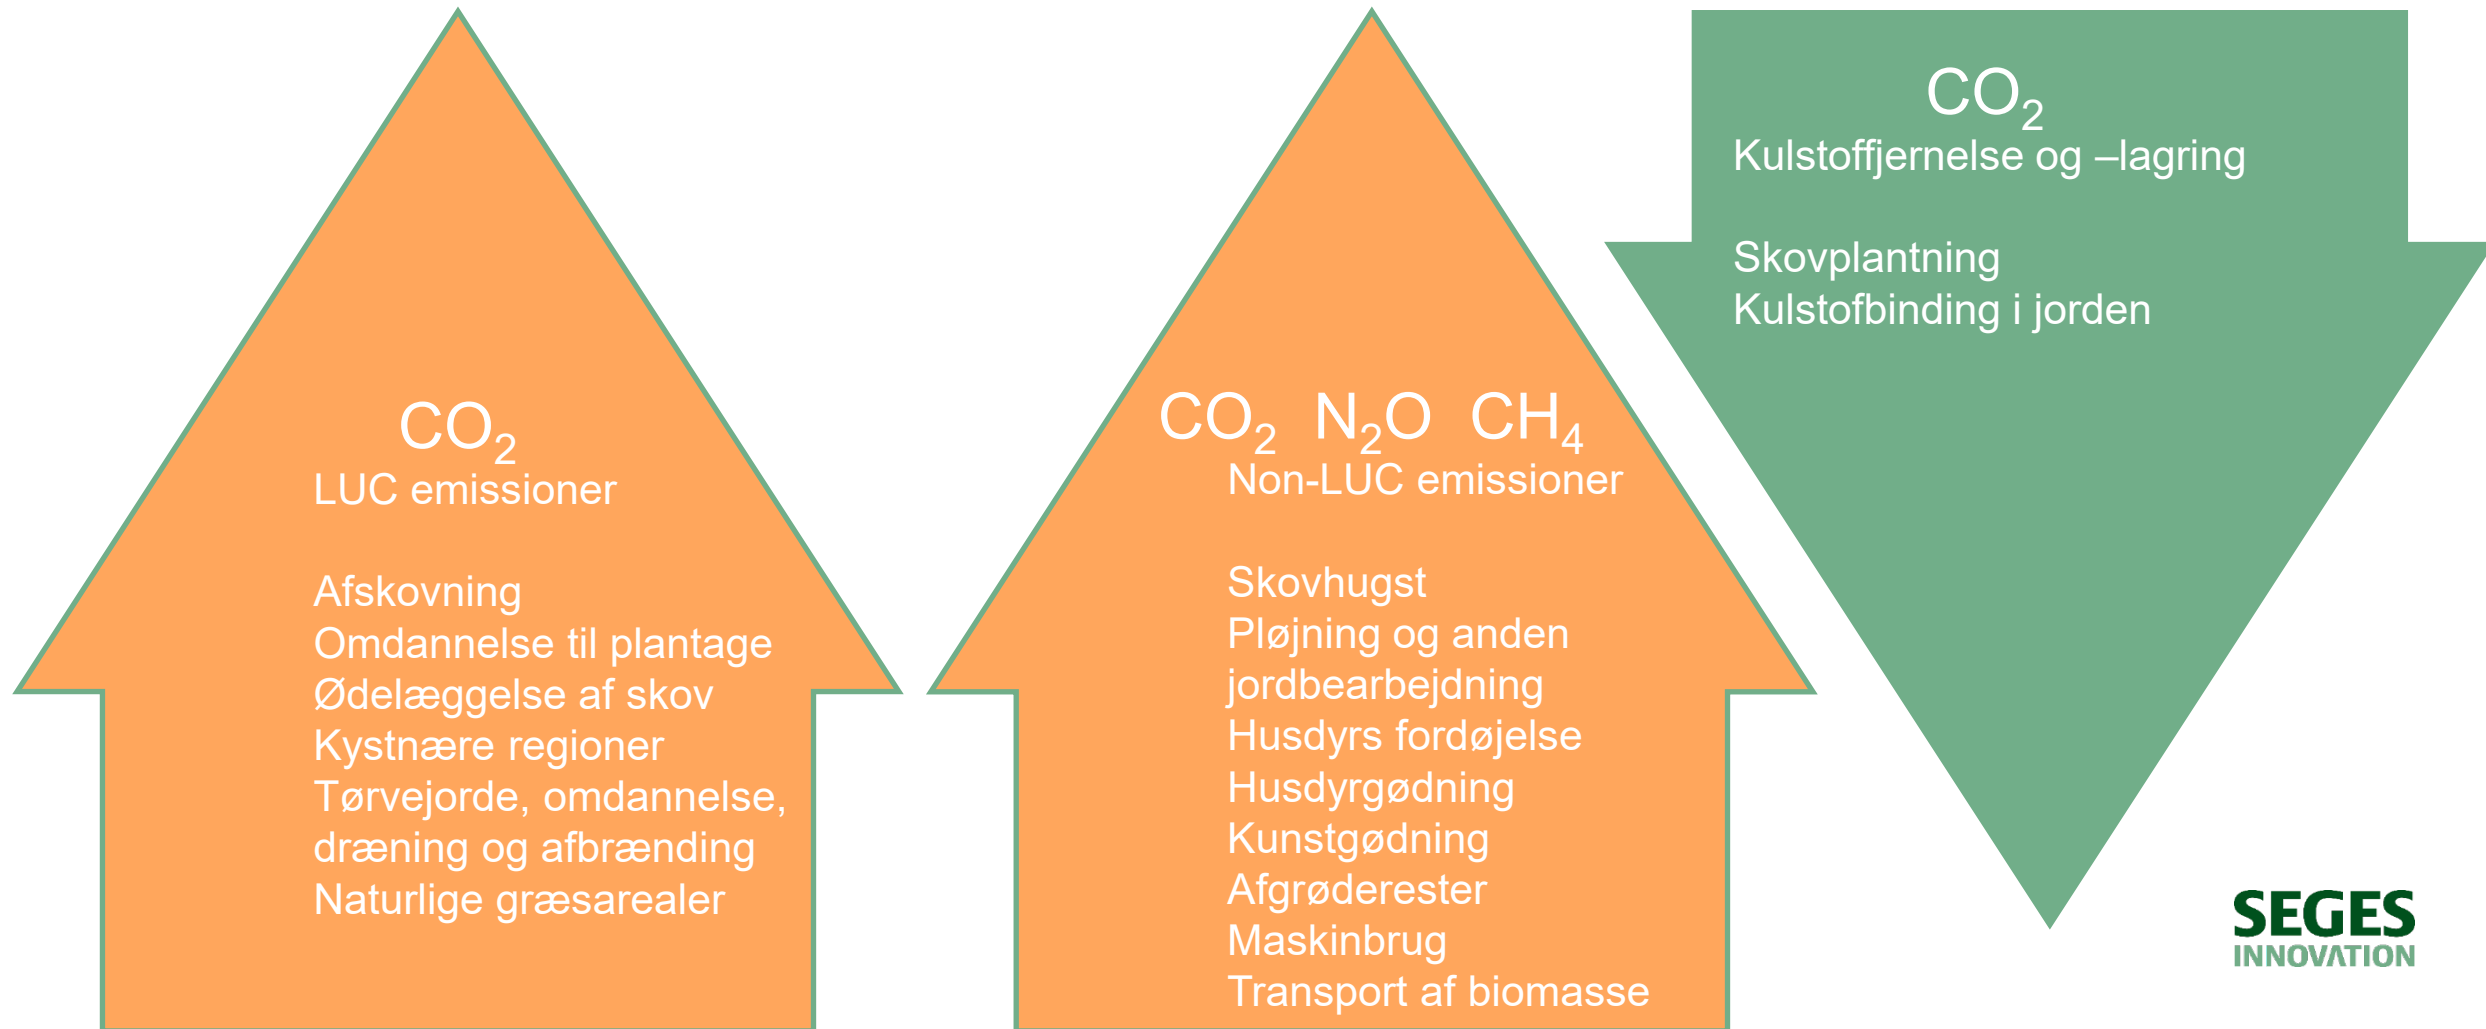 CO₂
LUC emissioner
Afskovning
Omdannelse til plantage
Ødelæggelse af skov
Kystnære regioner
Tørvejorde, omdannelse,
dræning og afbrænding
Naturlige græsarealer
CO₂ N₂O CH₄
Non-LUC emissioner
Skovhugst
Pløjning og anden
jordbearbejdning
Husdyrs fordøjelse
Husdyrgødning
Kunstgødning
Afgrøderester
Maskinbrug
Transport af biomasse
CO₂
Kulstoffjernelse og –lagring
Skovplantning
Kulstofbinding i jorden
SEGES
INNOVATION